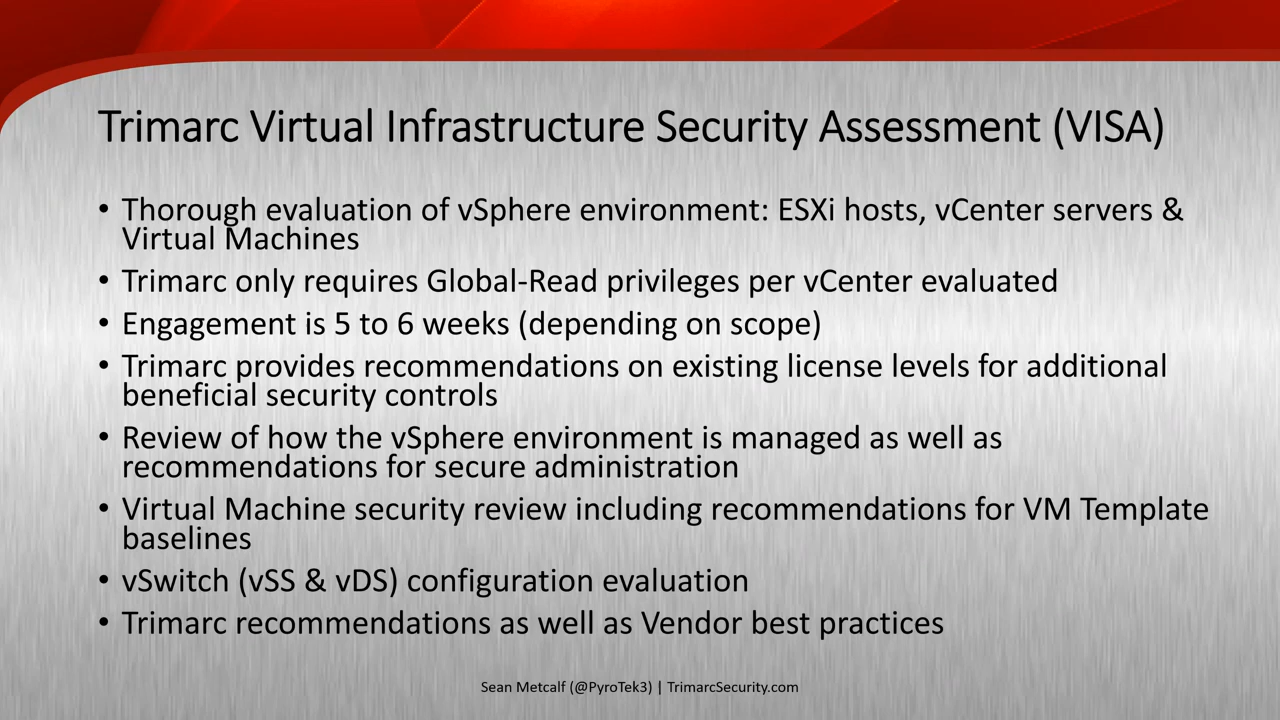 Trimarc Virtual Infrastructure Security Assessment (VISA)
• Thorough evaluation of vSphere environment: ESXi hosts, vCenter servers &
Virtual Machines
• Trimarc only requires Global-Read privileges per vCenter evaluated
• Engagement is 5 to 6 weeks (depending on scope)
• Trimarc provides recommendations on existing license levels for additional
beneficial security controls
• Review of how the vSphere environment is managed as well as
recommendations for secure administration
• Virtual Machine security review including recommendations for VM Template
baselines
• vSwitch (vSS & vDS) configuration evaluation
• Trimarc recommendations as well as Vendor best practices
Sean Metcalf (@PyroTek3) | TrimarcSecurity.com